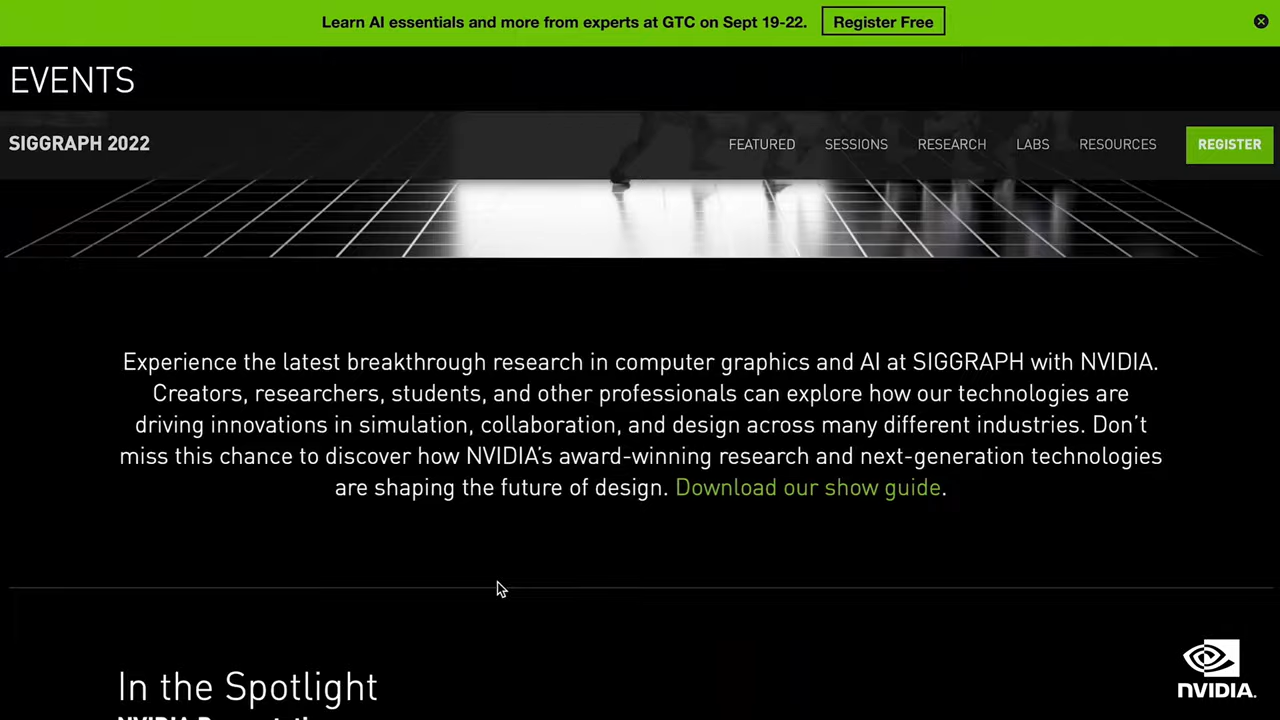 Learn AI essentials and more from experts at GTC on Sept 19-22. Register Free
EVENTS
SIGGRAPH 2022 FEATURED SESSIONS RESEARCH LABS RESOURCES REGISTER
Experience the latest breakthrough research in computer graphics and AI at SIGGRAPH with NVIDIA.
Creators, researchers, students, and other professionals can explore how our technologies are
driving innovations in simulation, collaboration, and design across many different industries. Don't
miss this chance to discover how NVIDIA's award-winning research and next-generation technologies
are shaping the future of design. Download our show guide.
In the Spotlight
NVIDIA
NVIDIA.